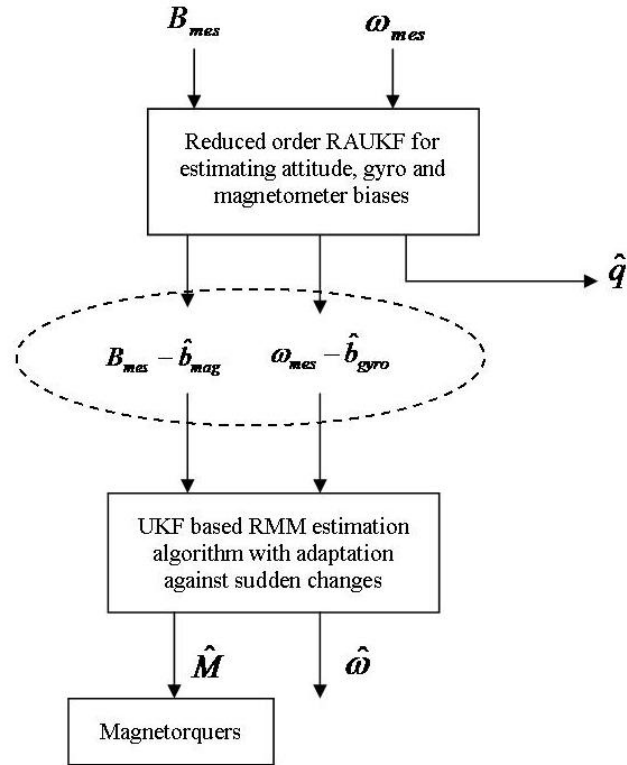 B_mes ω_mes
Reduced order RAUKF for
estimating attitude, gyro and
magnetometer biases
q̂
B_mes − b̂_mag ω_mes − b̂_gyro
UKF based RMM estimation
algorithm with adaptation
against sudden changes
M̂ ω̂
Magnetorquers